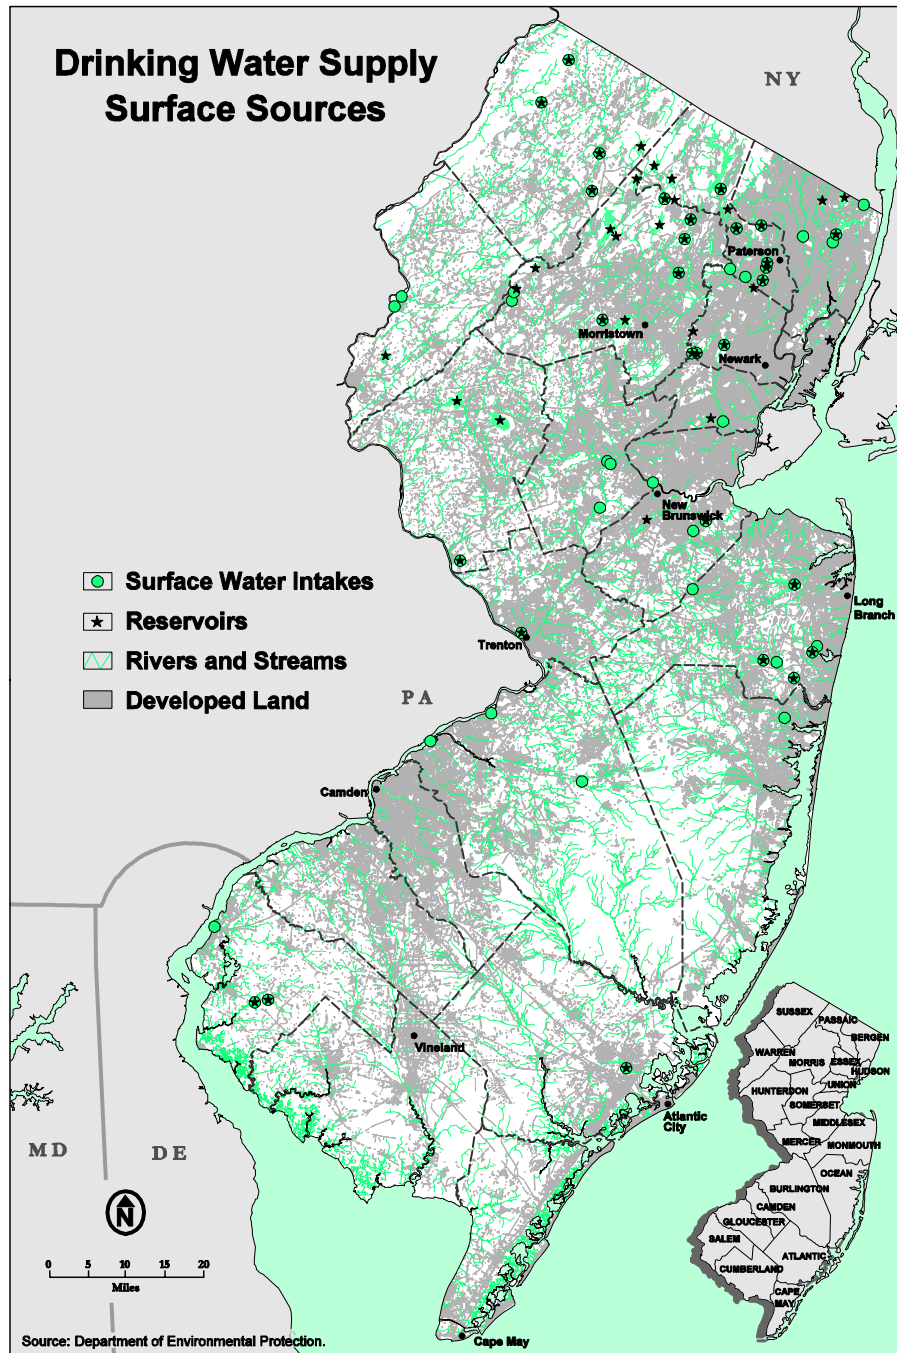 Drinking Water Supply
Surface Sources
NY
Paterson
Morristown
Newark
New
Brunswick
Surface Water Intakes
Reservoirs
Rivers and Streams
Developed Land
Long
Branch
Trenton
PA
Camden
Vineland
Atlantic
City
MD
DE
N
0 5 10 15 20
Miles
Cape May
Source: Department of Environmental Protection.
SUSSEX
PASSAIC
BERGEN
WARREN
MORRIS
ESSEX
HUDSON
UNION
HUNTERDON
SOMERSET
MIDDLESEX
MERCER
MONMOUTH
OCEAN
BURLINGTON
CAMDEN
GLOUCESTER
SALEM
ATLANTIC
CUMBERLAND
CAPE
MAY